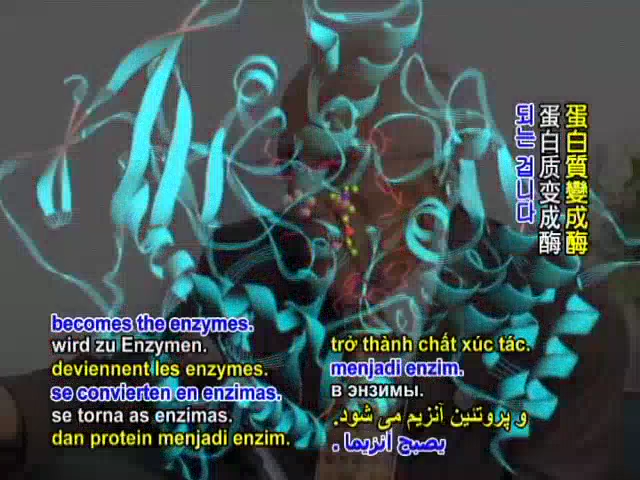 蛋白質變成酶
蛋白质变成酶
되는 겁니다
becomes the enzymes.
wird zu Enzymen.
deviennent les enzymes.
se convierten en enzimas.
se torna as enzimas.
dan protein menjadi enzim.
trở thành chất xúc tác.
menjadi enzim.
в энзимы.
و پروتئین آنزیم می شود.
يصبح أنزيما .